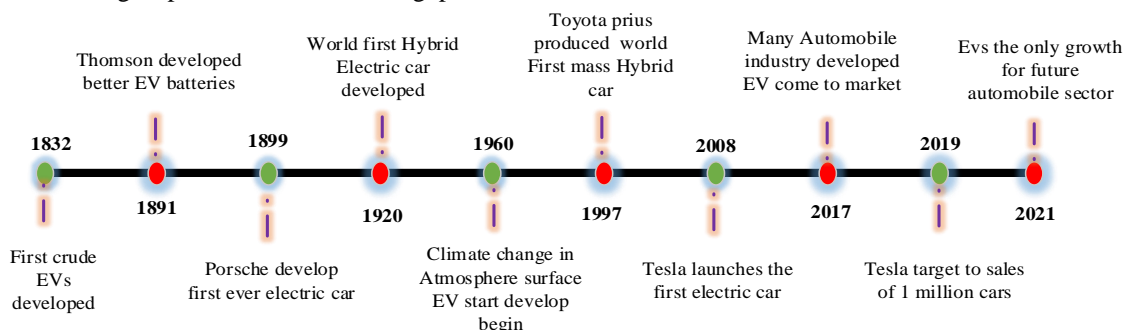 Thomson developed
better EV batteries
World first Hybrid
Electric car
developed
Toyota prius
produced world
First mass Hybrid
car
Many Automobile
industry developed
EV come to market
Evs the only growth
for future
automobile sector
1832
1899
1960
2008
2019
1891
1920
1997
2017
2021
First crude
EVs
developed
Porsche develop
first ever electric car
Climate change in
Atmosphere surface
EV start develop
begin
Tesla launches the
first electric car
Tesla target to sales
of 1 million cars